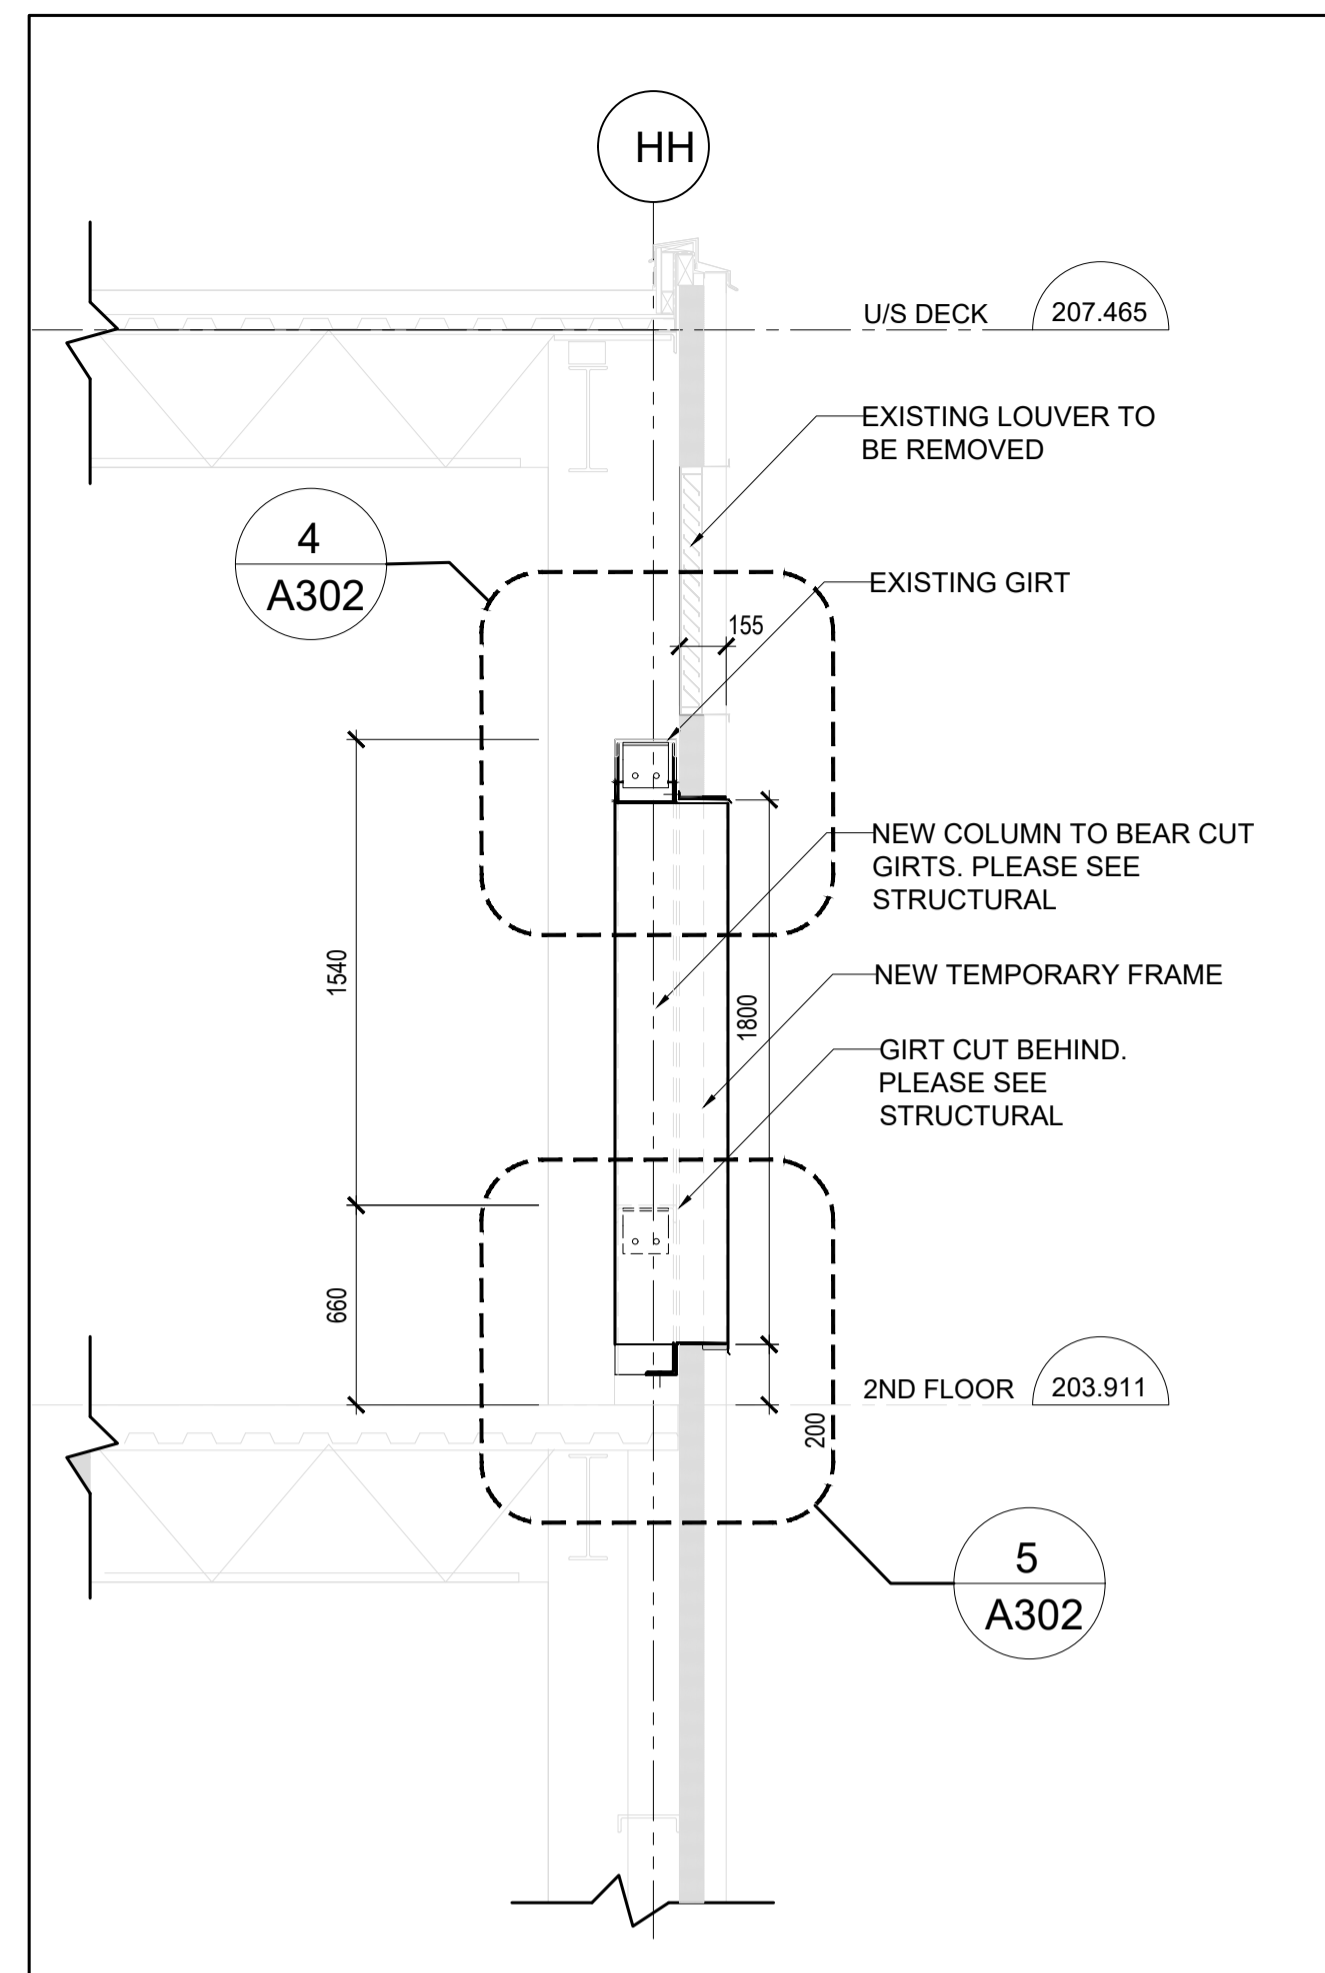 HH
U/S DECK
207.465
EXISTING LOUVER TO
BE REMOVED
4
A302
EXISTING GIRT
155
NEW COLUMN TO BEAR CUT
GIRTS. PLEASE SEE
STRUCTURAL
1540
NEW TEMPORARY FRAME
1800
GIRT CUT BEHIND.
PLEASE SEE
STRUCTURAL
660
2ND FLOOR
203.911
200
5
A302